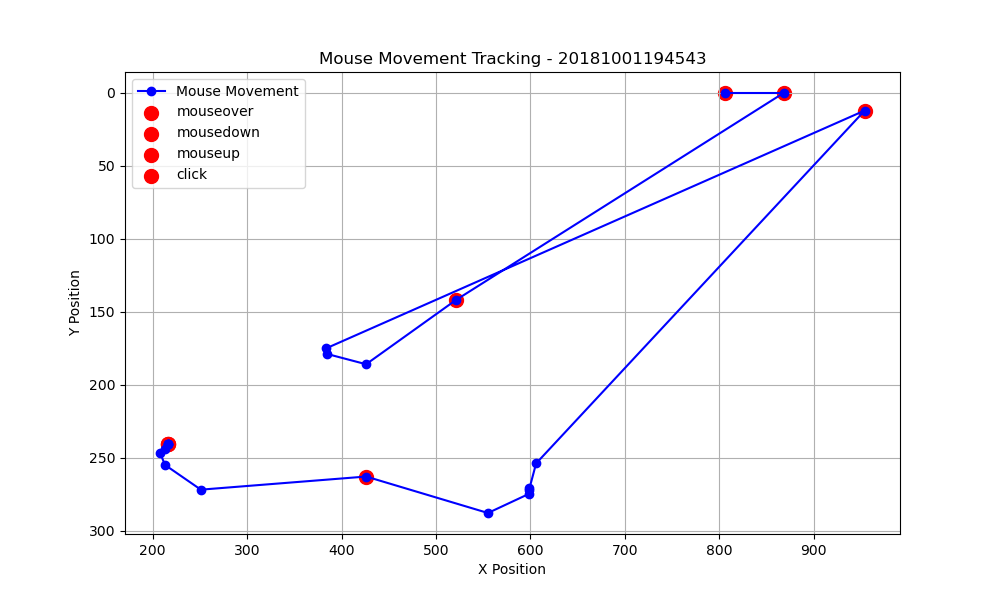 Mouse Movement Tracking - 20181001194543
Mouse Movement
mouseover
mousedown
mouseup
click
0
50
100
150
200
250
300
Y Position
200 300 400 500 600 700 800 900
X Position